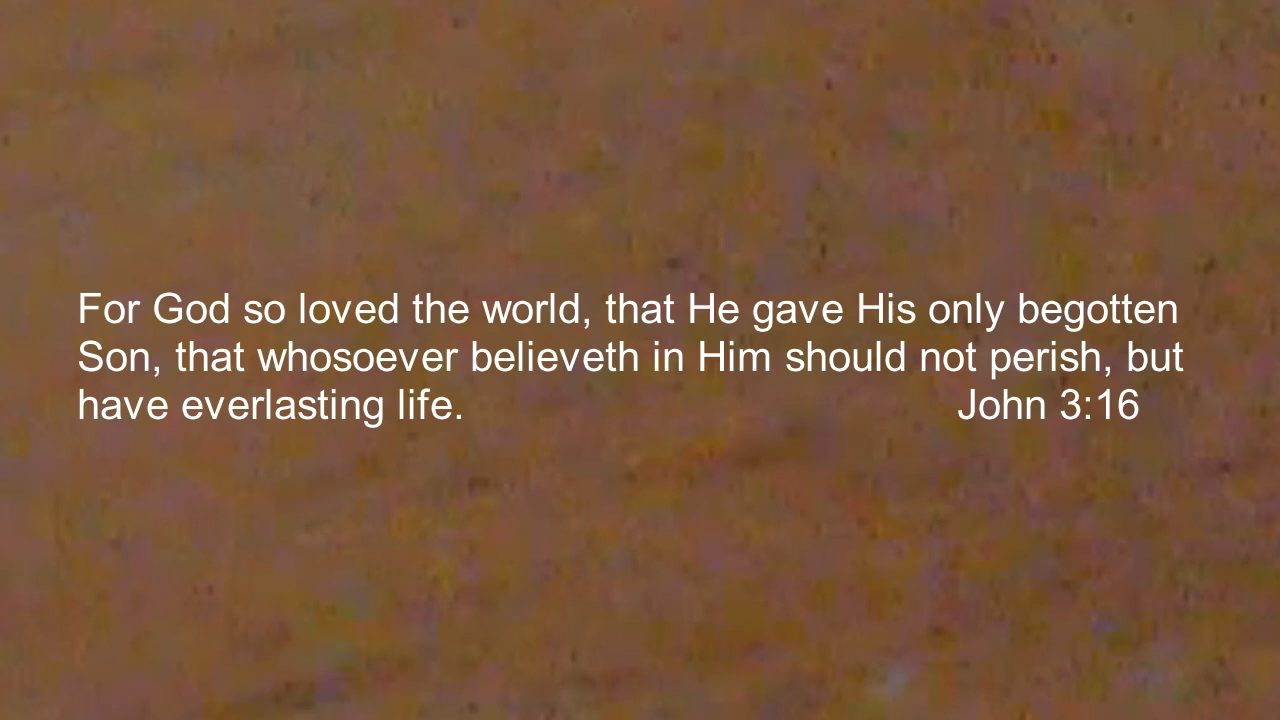 For God so loved the world, that He gave His only begotten
Son, that whosoever believeth in Him should not perish, but
have everlasting life. John 3:16